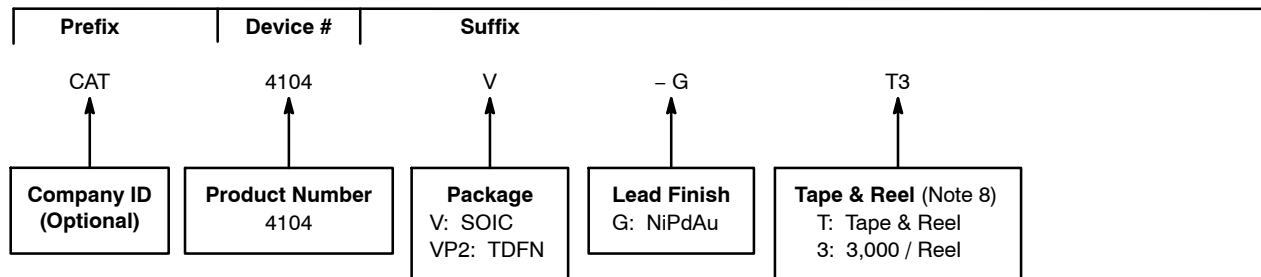 Prefix Device # Suffix
CAT 4104 V – G T3
Company ID Product Number Package Lead Finish Tape & Reel (Note 8)
(Optional) 4104 V: SOIC G: NiPdAu T: Tape & Reel
VP2: TDFN 3: 3,000 / Reel